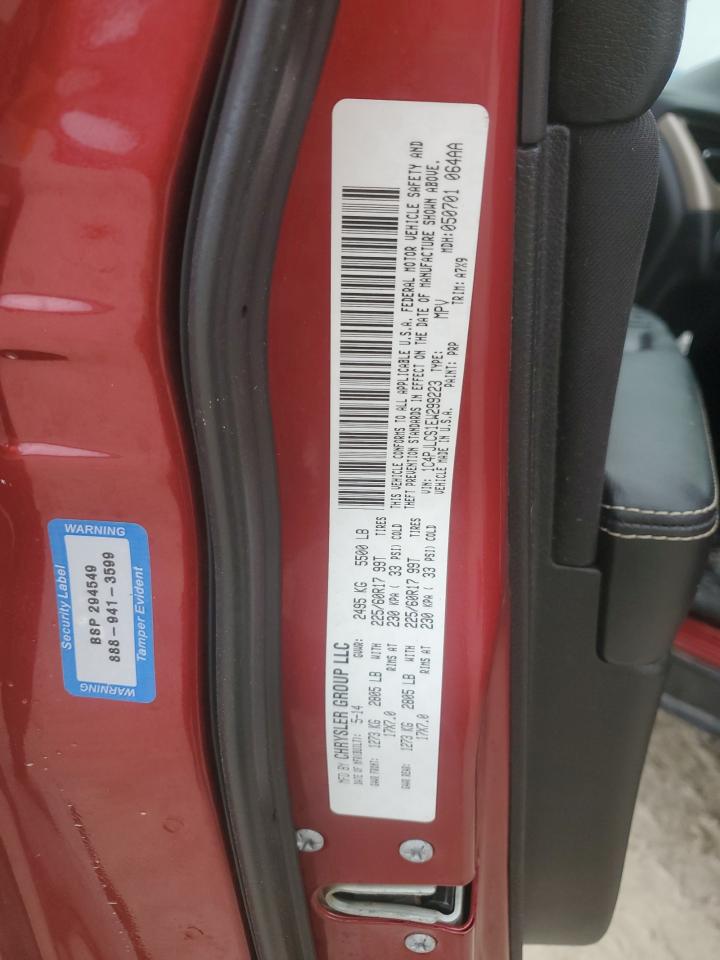 MFD BY CHRYSLER GROUP LLC
DATE OF MFR(BUILT): 5-14 GVWR: 2495 KG 5500 LB
GAWR FRONT: 1273 KG 2805 LB WITH 225/60R17 99T TIRES
17X7.0 RIMS AT 230 KPA ( 33 PSI) COLD
GAWR REAR: 1273 KG 2805 LB WITH 225/60R17 99T TIRES
17X7.0 RIMS AT 230 KPA ( 33 PSI) COLD
THIS VEHICLE CONFORMS TO ALL APPLICABLE U.S.A. FEDERAL MOTOR VEHICLE SAFETY AND
THEFT PREVENTION STANDARDS IN EFFECT ON THE DATE OF MANUFACTURE SHOWN ABOVE.
VIN: 1C4PJLCS1EW299223 TYPE: MPV MDH:050701 064AA
VEHICLE MADE IN U.S.A. PAINT: PRP TRIM: A7X9
WARNING
Security Label
BSP 294549
888-941-3599
Tamper Evident
WARNING